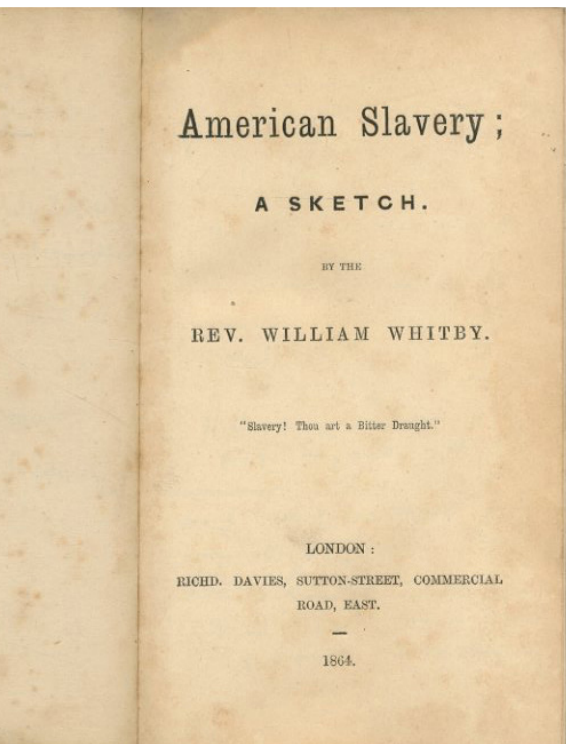 American Slavery;
A SKETCH.
BY THE
REV. WILLIAM WHITBY.
"Slavery! Thou art a Bitter Draught."
LONDON:
RICHD. DAVIES, SUTTON-STREET, COMMERCIAL
ROAD, EAST.
1864.